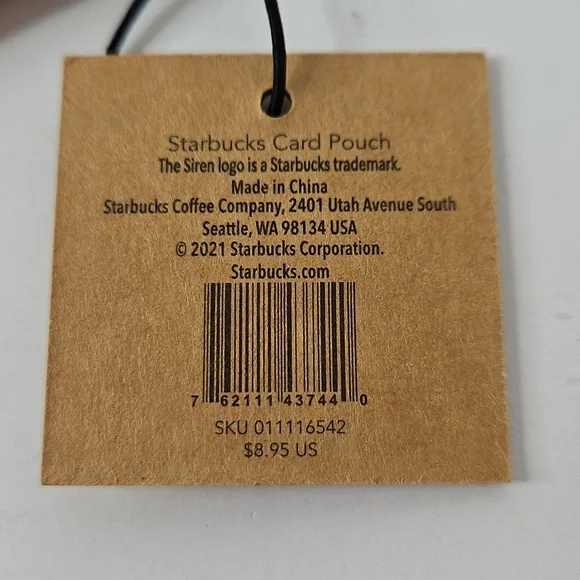 Starbucks Card Pouch
The Siren logo is a Starbucks trademark.
Made in China
Starbucks Coffee Company, 2401 Utah Avenue South
Seattle, WA 98134 USA
© 2021 Starbucks Corporation.
Starbucks.com
7 62111 43744 0
SKU 011116542
$8.95 US